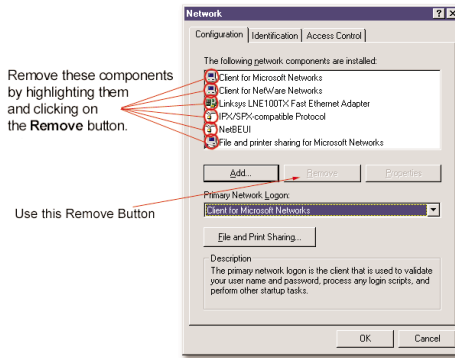 Network
Configuration Identification Access Control
The following network components are installed:
Client for Microsoft Networks
Client for NetWare Networks
Linksys LNE100TX Fast Ethernet Adapter
IPX/SPX-compatible Protocol
NetBEUI
File and printer sharing for Microsoft Networks
Remove these components
by highlighting them
and clicking on
the Remove button.
Add... Remove Properties
Use this Remove Button
Primary Network Logon:
Client for Microsoft Networks
File and Print Sharing...
Description
The primary network logon is the client that is used to validate
your user name and password, process any login scripts, and
perform other startup tasks.
OK Cancel